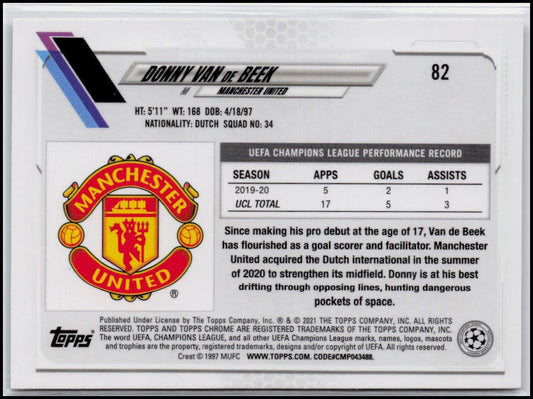 DONNY VAN DE BEEK
82
M MANCHESTER UNITED
HT: 5'11" WT: 168 DOB: 4/18/97
NATIONALITY: DUTCH SQUAD NO: 34
UEFA CHAMPIONS LEAGUE PERFORMANCE RECORD
SEASON APPS GOALS ASSISTS
2019-20 5 2 1
UCL TOTAL 17 5 3
MANCHESTER
UNITED
®
Since making his pro debut at the age of 17, Van de Beek
has flourished as a goal scorer and facilitator. Manchester
United acquired the Dutch international in the summer
of 2020 to strengthen its midfield. Donny is at his best
drifting through opposing lines, hunting dangerous
pockets of space.
Topps
Published Under License by The Topps Company, Inc. ® & © 2021 THE TOPPS COMPANY, INC. ALL RIGHTS
RESERVED. TOPPS AND TOPPS CHROME ARE REGISTERED TRADEMARKS OF THE TOPPS COMPANY, INC.
The word UEFA, CHAMPIONS LEAGUE, and all other UEFA Champions League marks, names, logos, mascots
and trophies are the property, registered trademarks, designs and/or copyright of UEFA. All rights reserved.
Crest © 1997 MUFC WWW.TOPPS.COM. CODE#CMP043488.